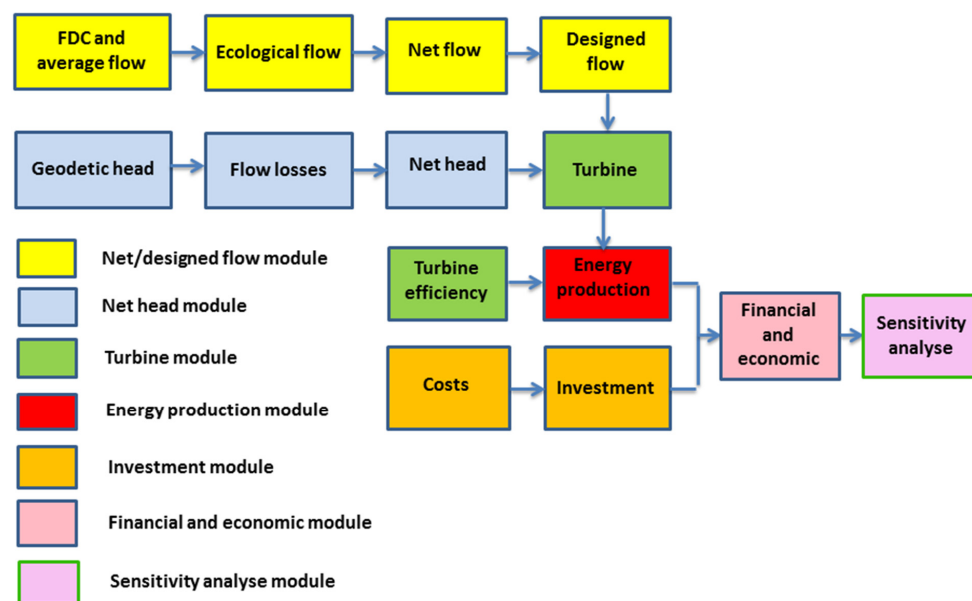 FDC and
average flow
Ecological flow
Net flow
Designed
flow
Geodetic head
Flow losses
Net head
Turbine
Net/designed flow module
Turbine
efficiency
Energy
production
Net head module
Financial
and
economic
Sensitivity
analyse
Turbine module
Costs
Investment
Energy production module
Investment module
Financial and economic module
Sensitivity analyse module